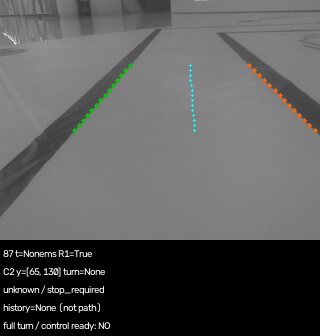 87 t=Nonems R1=True
C2 y=[65, 130] turn=None
unknown / stop_required
history=None (not path)
full turn / control ready: NO